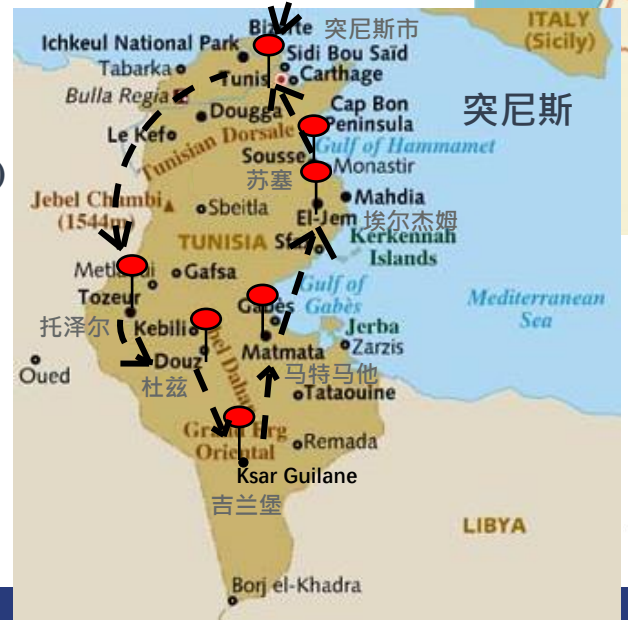 ITALY
(Sicily)
突尼斯市
Ichkeul National Park
Sidi Bou Saïd
Tabarka
Tunis
Carthage
Bulla Regia
突尼斯
Dougga
Cap Bon
Peninsula
Le Kef
Tunisian Dorsale
Gulf of Hammamet
Sousse
Monastir
苏塞
Jebel Chambi
(1544m)
Mahdia
Sbeitla
El-Jem
埃尔杰姆
TUNISIA
Kerkennah
Islands
Gafsa
Gulf of
Gabès
Mediterranean
Sea
Tozeur
Gabès
托泽尔
Kebili
Jerba
Zarzis
Matmata
Douz
Oued
马特马他
杜兹
Tataouine
Oriental
Remada
Ksar Guilane
吉兰堡
LIBYA
Borj el-Khadra